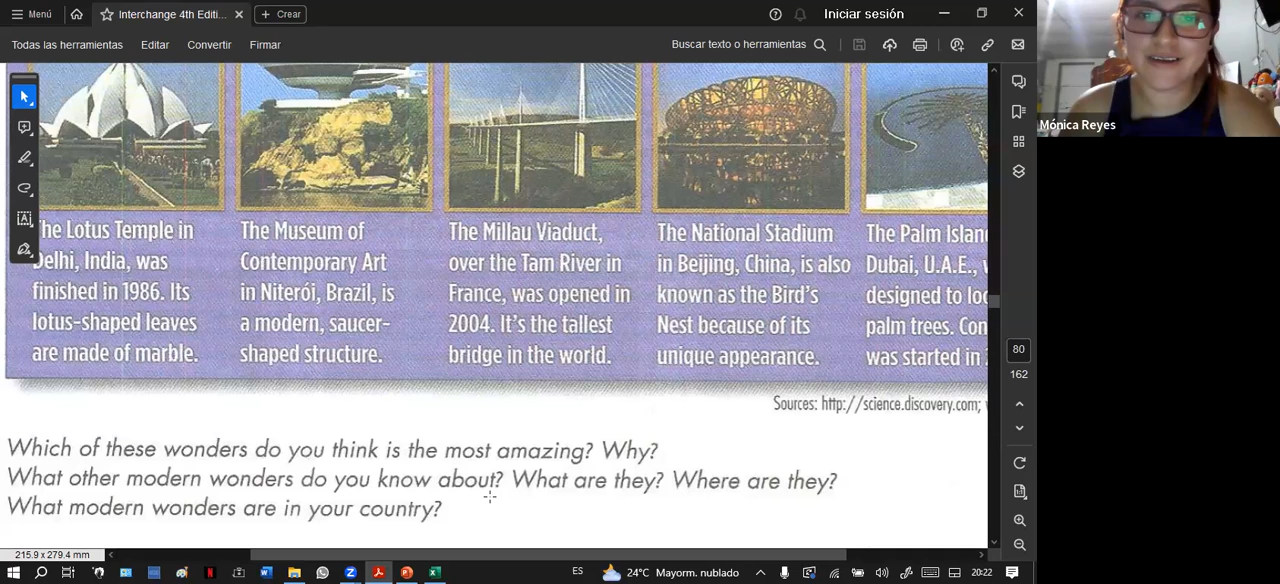 Menú
Interchange 4th Editi...
Crear
Iniciar sesión
Todas las herramientas
Editar
Convertir
Firmar
Buscar texto o herramientas
Mónica Reyes
The Lotus Temple in
Delhi, India, was
finished in 1986. Its
lotus-shaped leaves
are made of marble.
The Museum of
Contemporary Art
in Niterói, Brazil, is
a modern, saucer-
shaped structure.
The Millau Viaduct,
over the Tam River in
France, was opened in
2004. It's the tallest
bridge in the world.
The National Stadium
in Beijing, China, is also
known as the Bird's
Nest because of its
unique appearance.
The Palm Islan
Dubai, U.A.E.,
designed to loo
palm trees. Con
was started in
80
162
Sources: http://science.discovery.com;
Which of these wonders do you think is the most amazing? Why?
What other modern wonders do you know about? What are they? Where are they?
What modern wonders are in your country?
215.9 x 279.4 mm
ES
24°C Mayorm. nublado
20:22